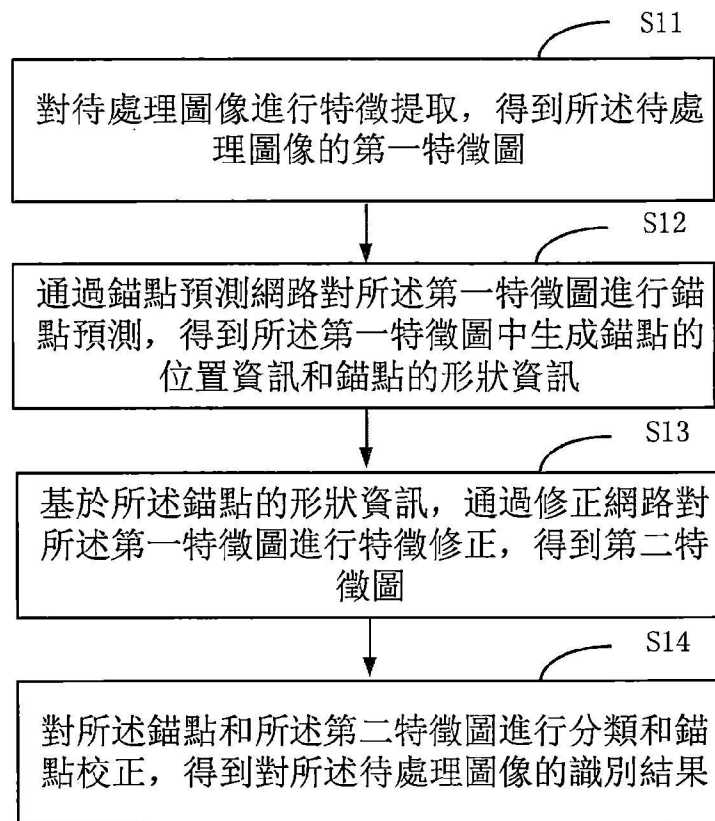 S11
對待處理圖像進行特徵提取，得到所述待處
理圖像的第一特徵圖
S12
通過錨點預測網路對所述第一特徵圖進行錨
點預測，得到所述第一特徵圖中生成錨點的
位置資訊和錨點的形狀資訊
S13
基於所述錨點的形狀資訊，通過修正網路對
所述第一特徵圖進行特徵修正，得到第二特
徵圖
S14
對所述錨點和所述第二特徵圖進行分類和錨
點校正，得到對所述待處理圖像的識別結果